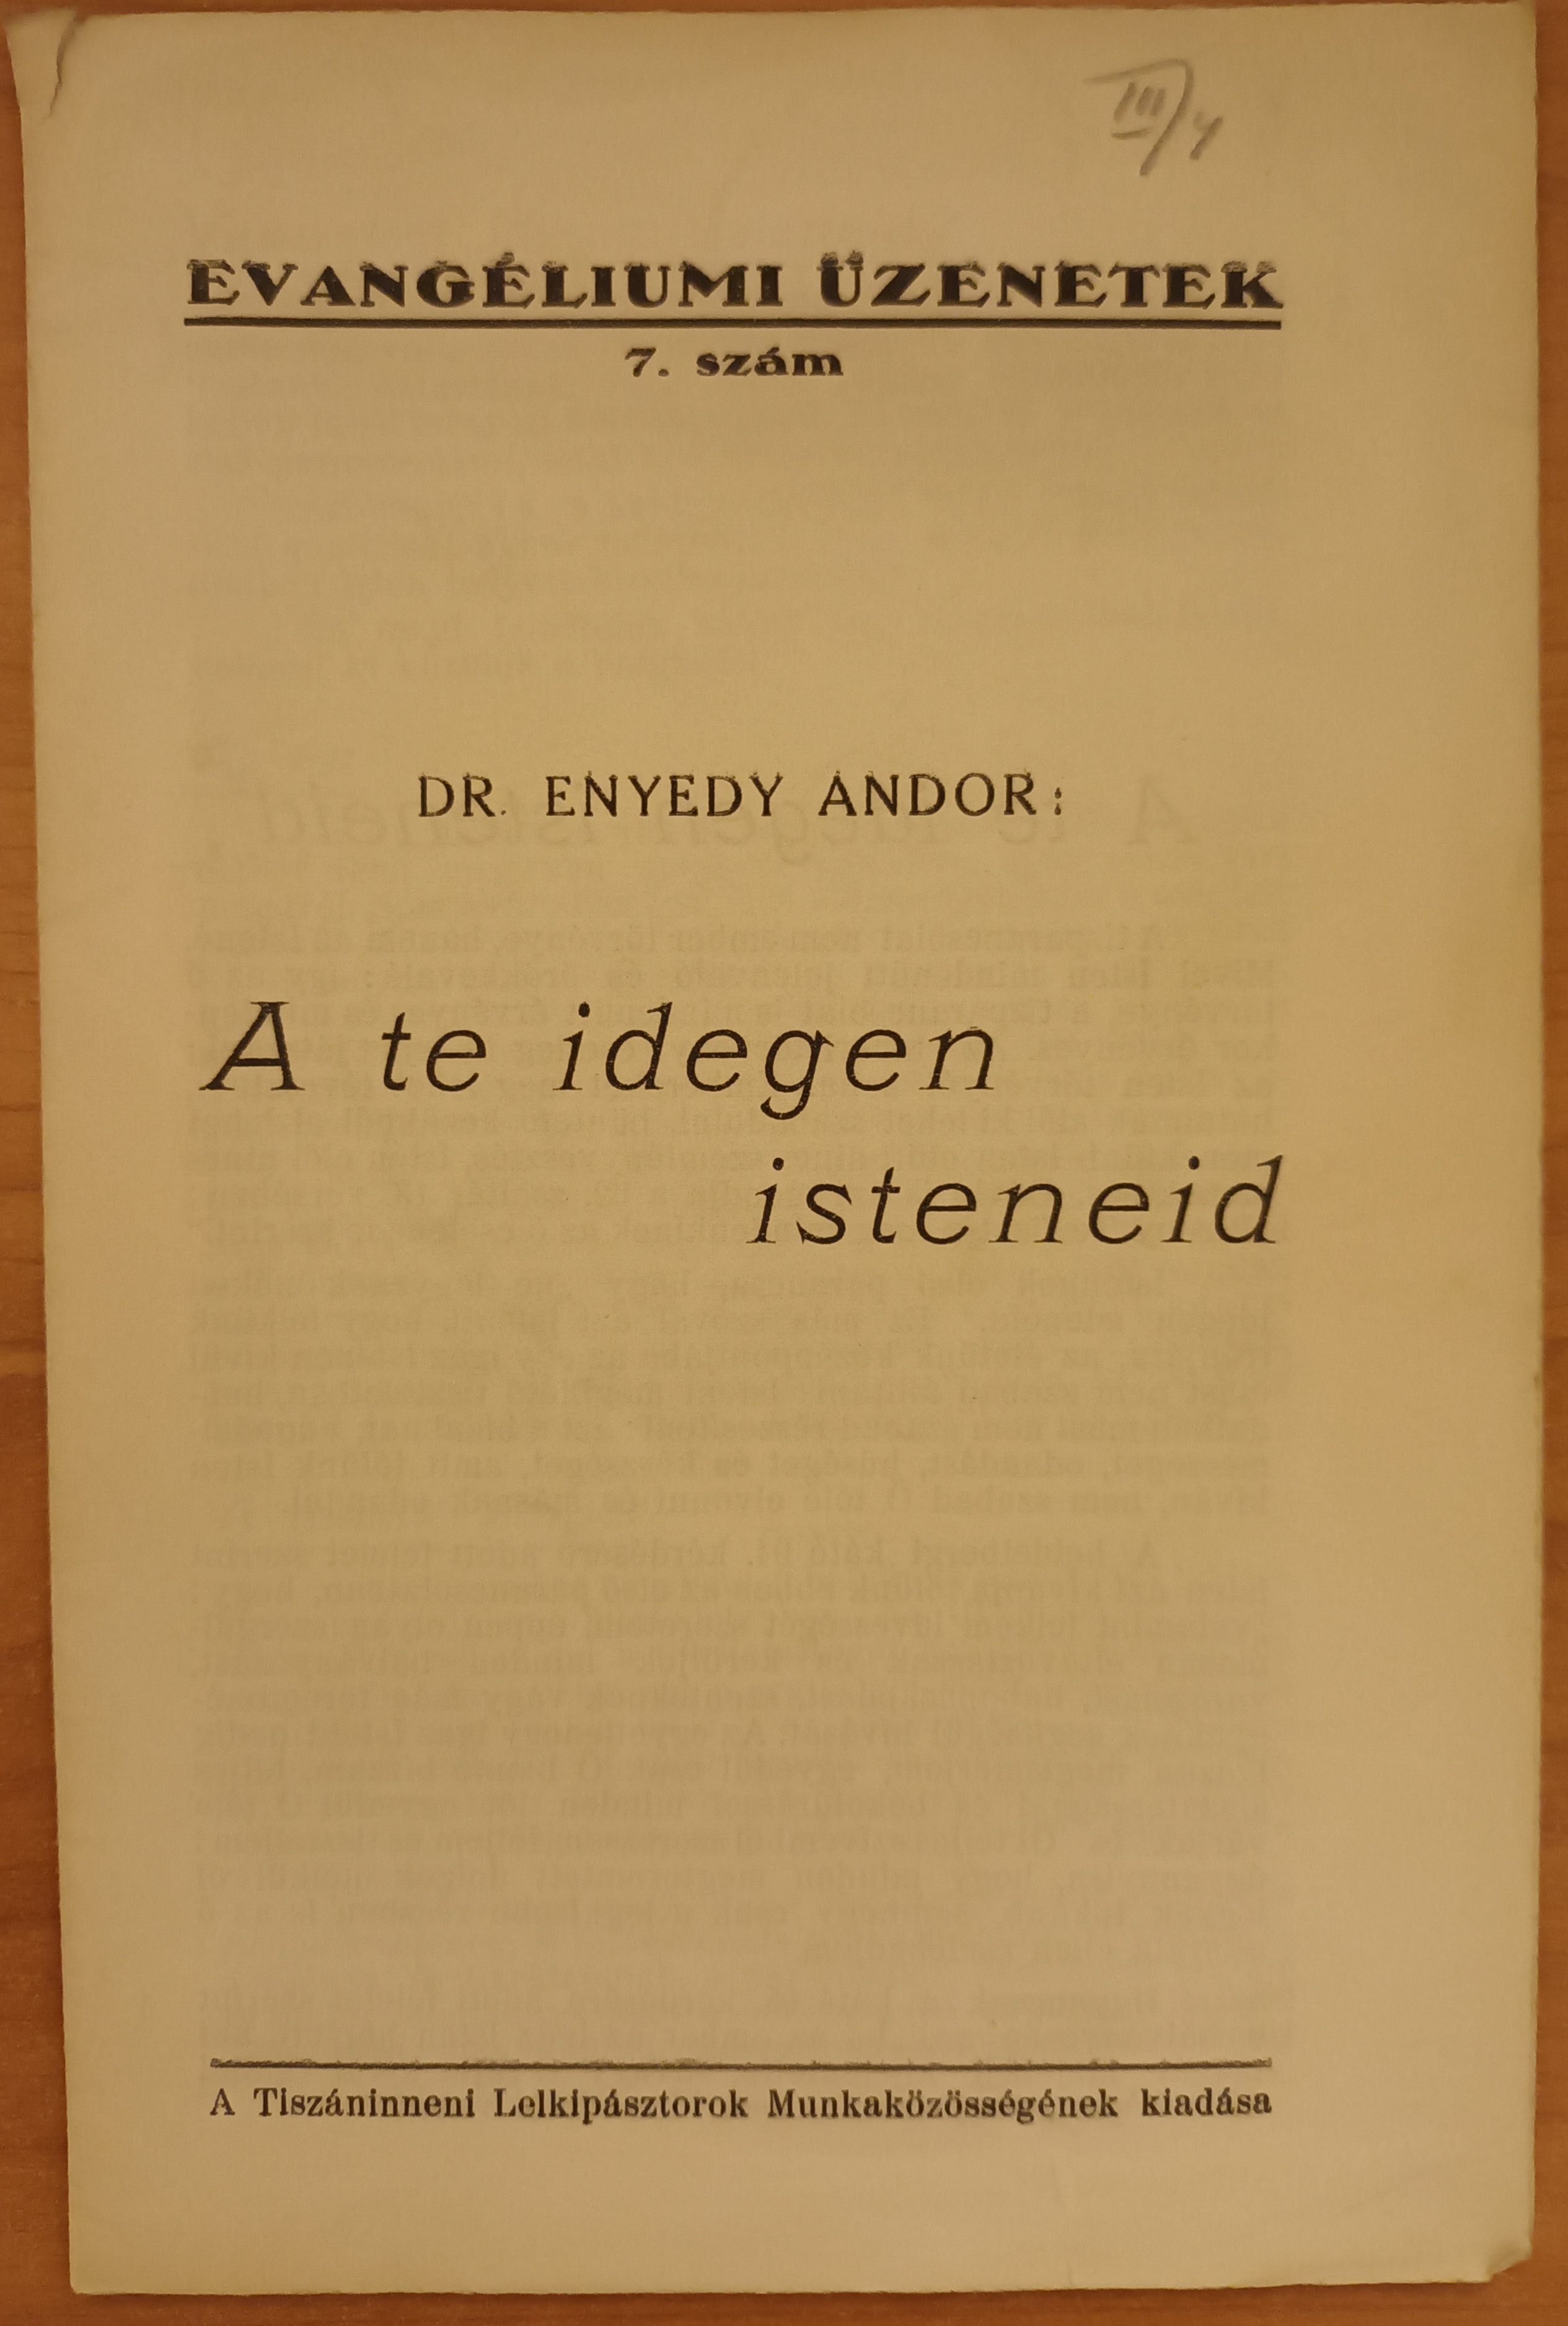 III/4
EVANGÉLIUMI ÜZENETEK
7. szám
DR. ENYEDY ANDOR:
A te idegen
isteneid
A Tiszáninneni Lelkipásztorok Munkaközösségének kiadása